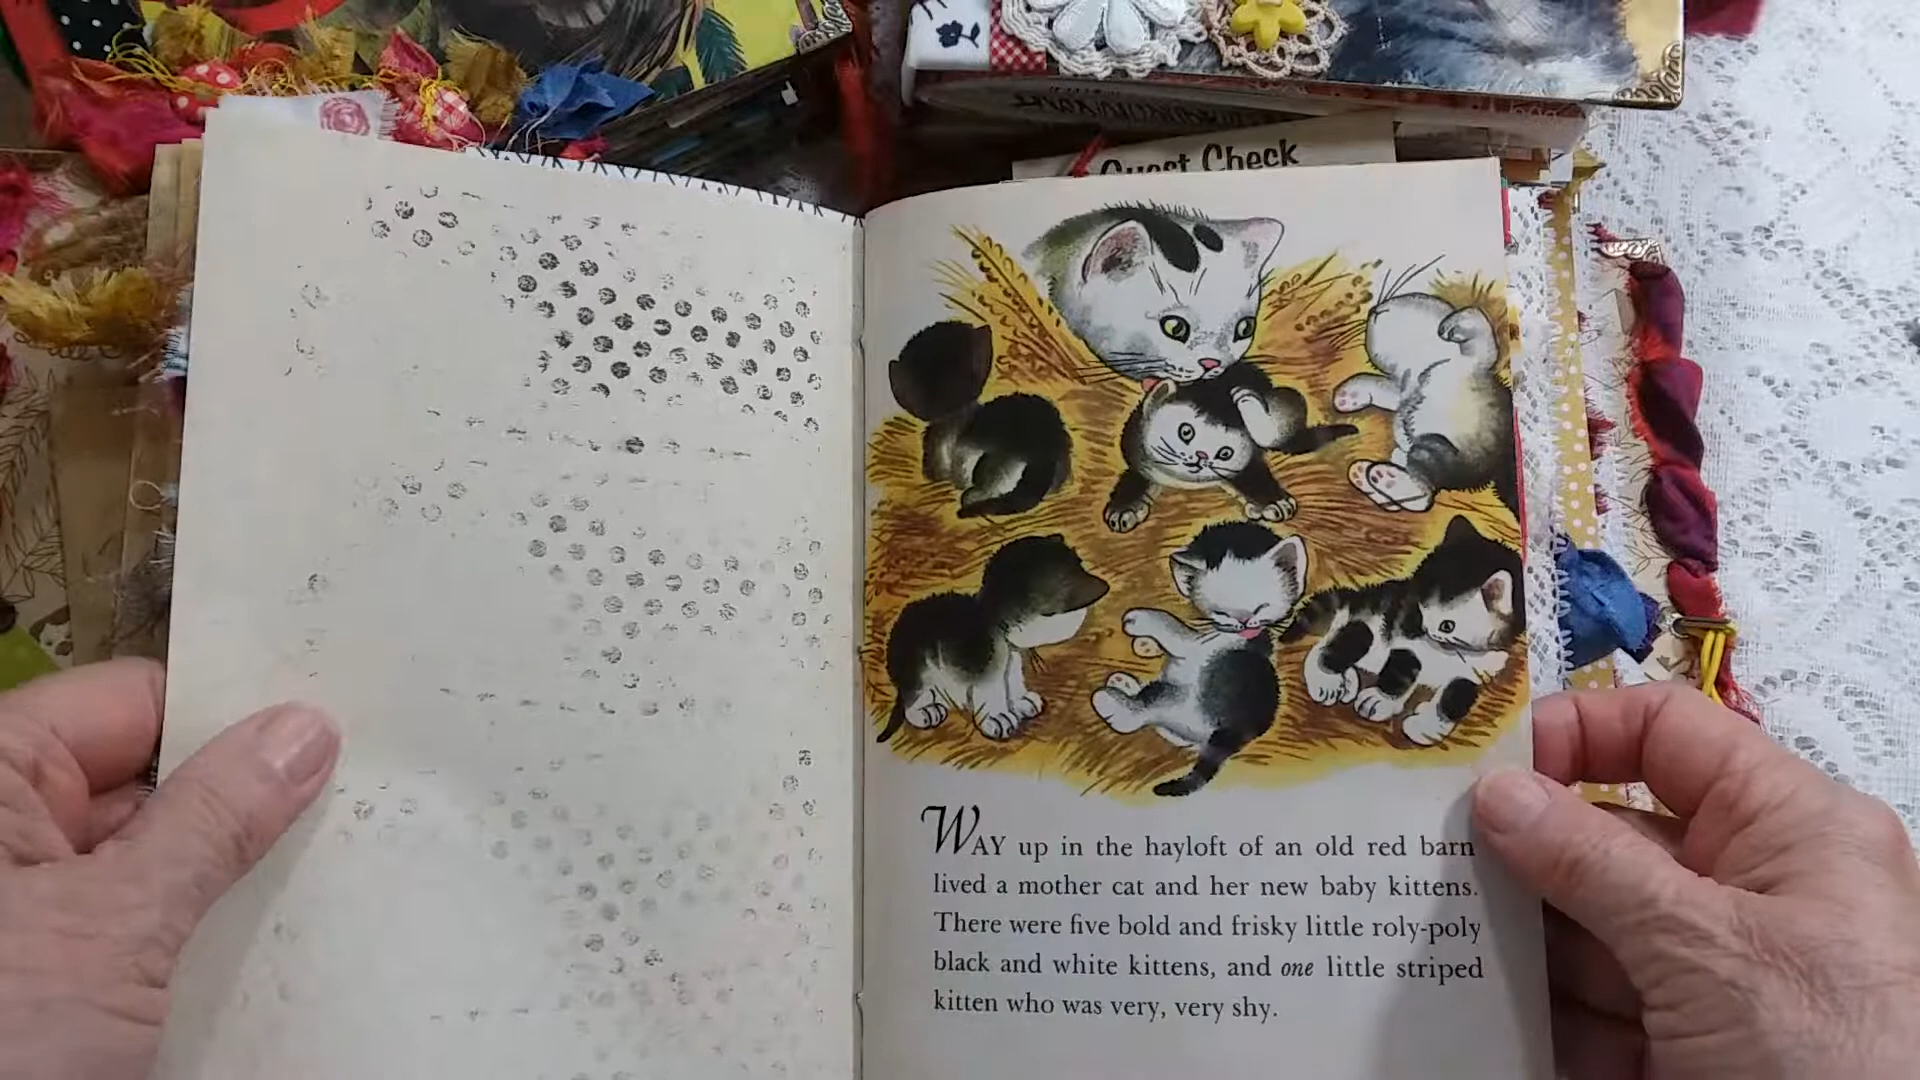 Guest Check
WAY up in the hayloft of an old red barn
lived a mother cat and her new baby kittens.
There were five bold and frisky little roly-poly
black and white kittens, and one little striped
kitten who was very, very shy.